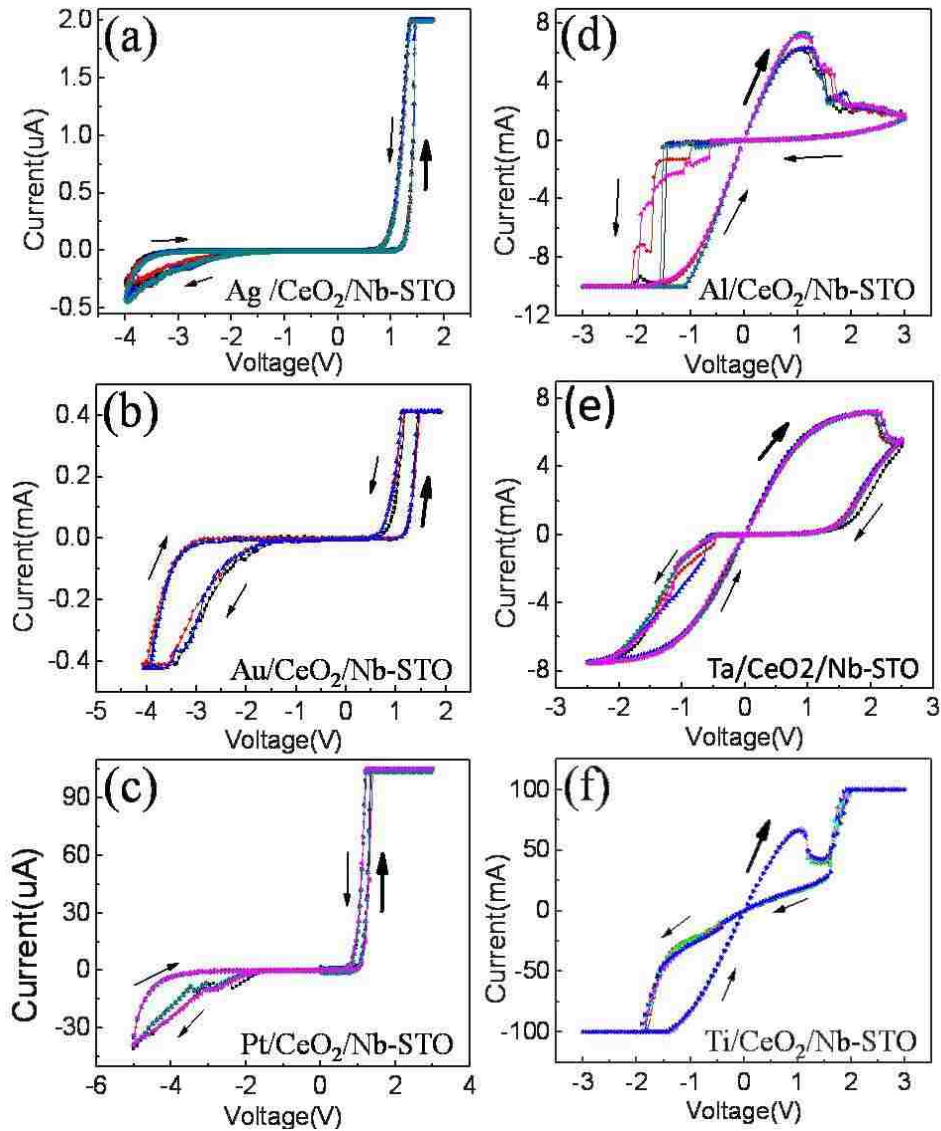 (a)
2.0
1.5
1.0
0.5
0.0
-0.5
Current(uA)
Ag /CeO₂/Nb-STO
-4 -3 -2 -1 0 1 2
Voltage(V)
(d)
8
4
0
-4
-8
-12
Current(mA)
Al/CeO₂/Nb-STO
-3 -2 -1 0 1 2 3
Voltage(V)
(b)
0.4
0.2
0.0
-0.2
-0.4
Current(mA)
Au/CeO₂/Nb-STO
-5 -4 -3 -2 -1 0 1 2
Voltage(V)
(e)
8
4
0
-4
-8
Current(mA)
Ta/CeO2/Nb-STO
-3 -2 -1 0 1 2 3
Voltage(V)
(c)
90
60
30
0
-30
Current(uA)
Pt/CeO₂/Nb-STO
-6 -4 -2 0 2 4
Voltage(V)
(f)
100
50
0
-50
-100
Current(mA)
Ti/CeO₂/Nb-STO
-3 -2 -1 0 1 2 3
Voltage(V)